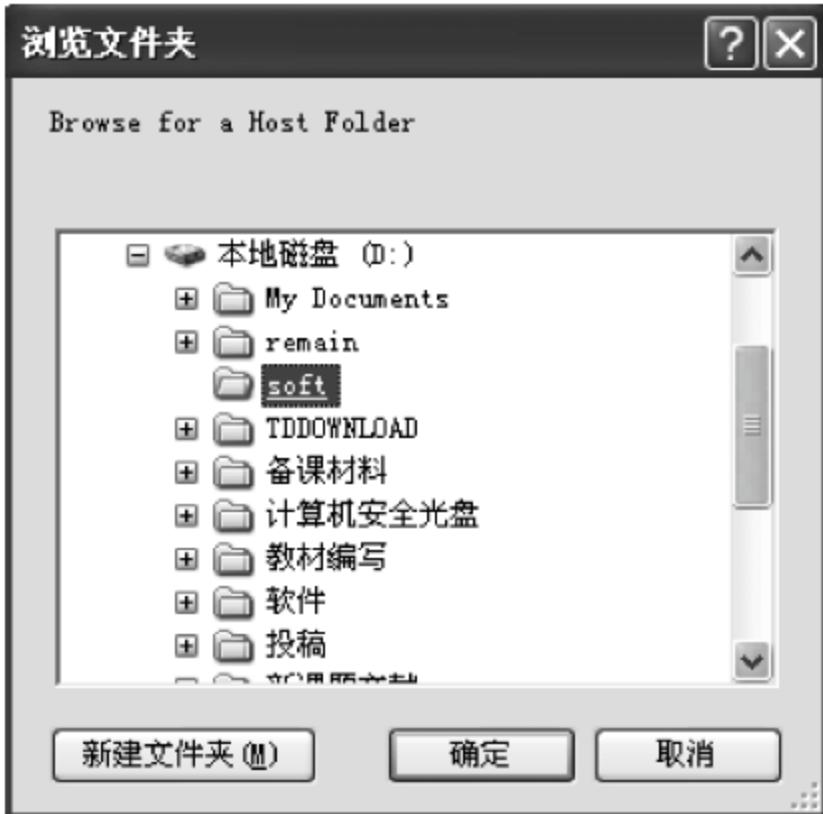 浏览文件夹
Browse for a Host Folder
本地磁盘 (D:)
My Documents
remain
soft
TDDOWNLOAD
备课材料
计算机安全光盘
教材编写
软件
投稿
新建文件夹(M)
确定
取消